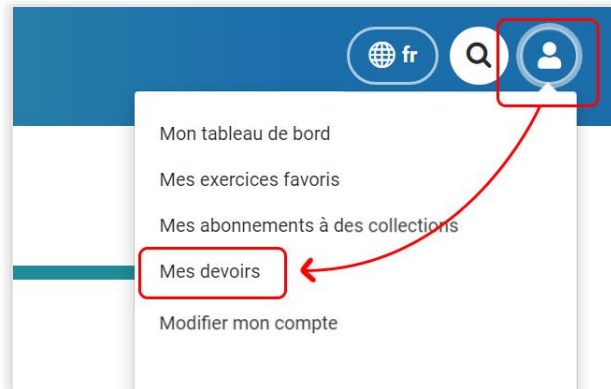 fr
Mon tableau de bord
Mes exercices favoris
Mes abonnements à des collections
Mes devoirs
Modifier mon compte